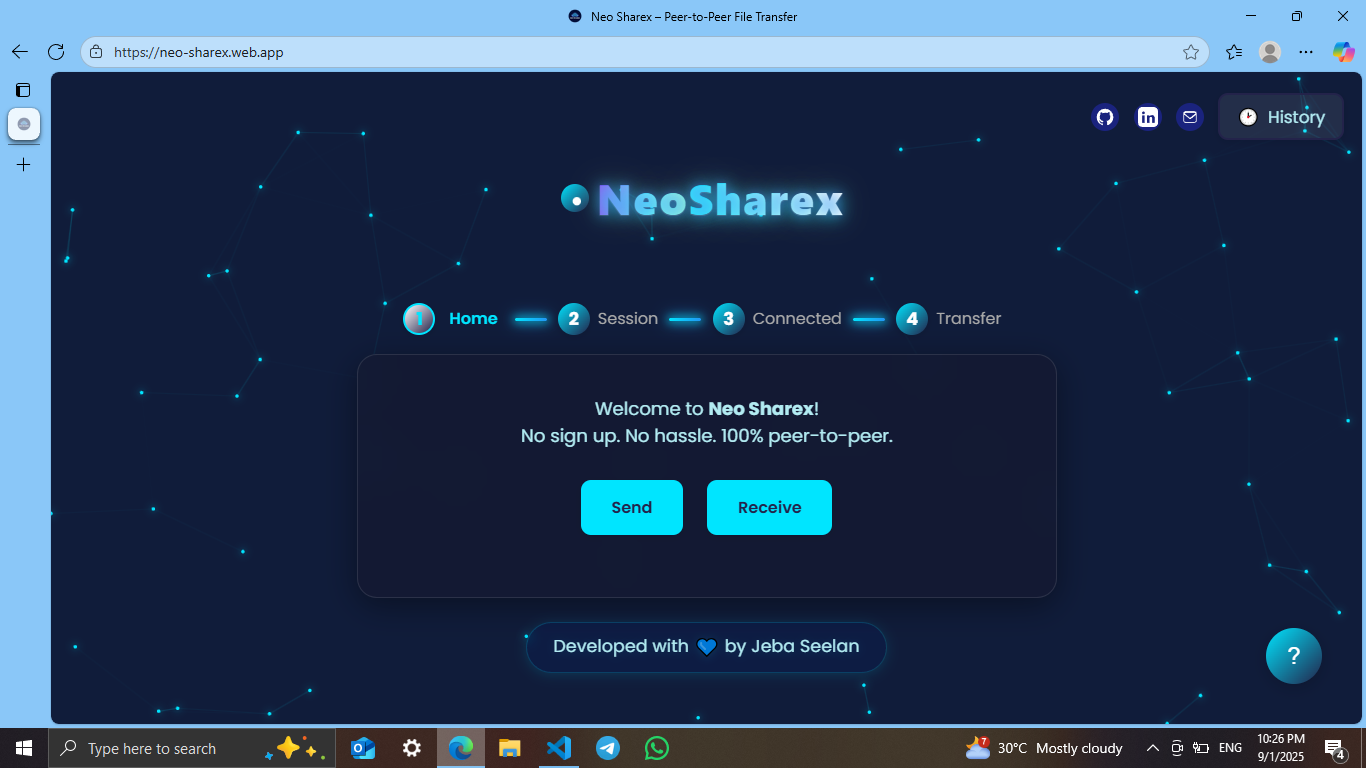 Neo Sharex – Peer-to-Peer File Transfer
https://neo-sharex.web.app
History
NeoSharex
1 Home 2 Session 3 Connected 4 Transfer
Welcome to Neo Sharex!
No sign up. No hassle. 100% peer-to-peer.
Send Receive
Developed with 💙 by Jeba Seelan
?
Type here to search
7
30°C Mostly cloudy
ENG
10:26 PM
9/1/2025
4